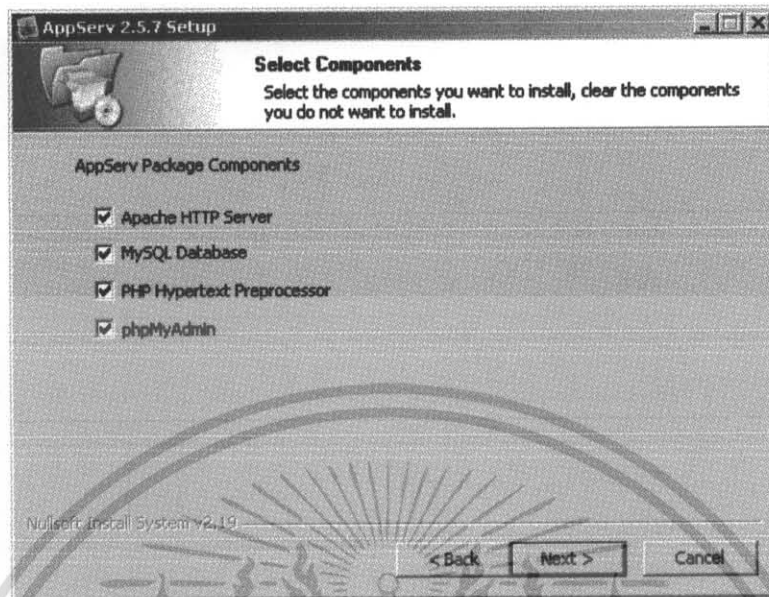 AppServ 2.5.7 Setup
Select Components
Select the components you want to install, clear the components
you do not want to install.
AppServ Package Components
Apache HTTP Server
MySQL Database
PHP Hypertext Preprocessor
phpMyAdmin
Nullsoft Install System v2.19
< Back
Next >
Cancel